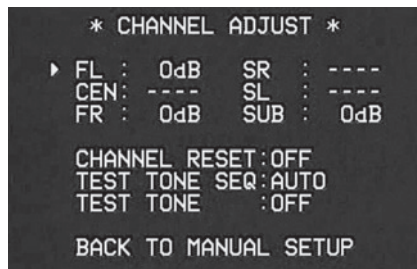 * CHANNEL ADJUST *
FL : 0dB SR : ----
CEN: ---- SL : ----
FR : 0dB SUB : 0dB
CHANNEL RESET:OFF
TEST TONE SEQ:AUTO
TEST TONE :OFF
BACK TO MANUAL SETUP